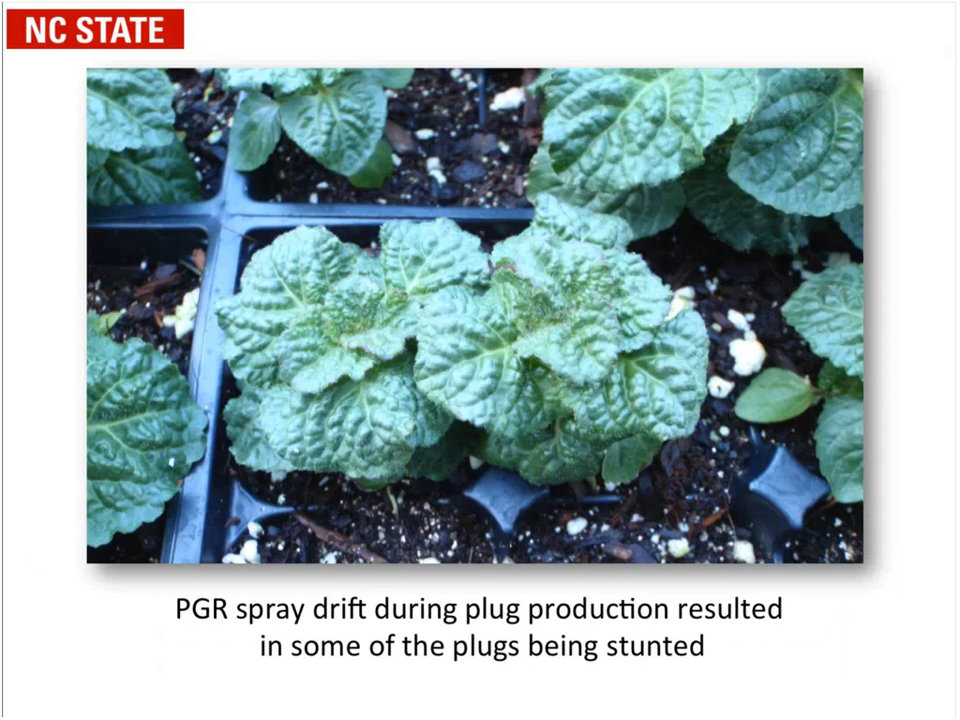 NC STATE
PGR spray drift during plug production resulted
in some of the plugs being stunted